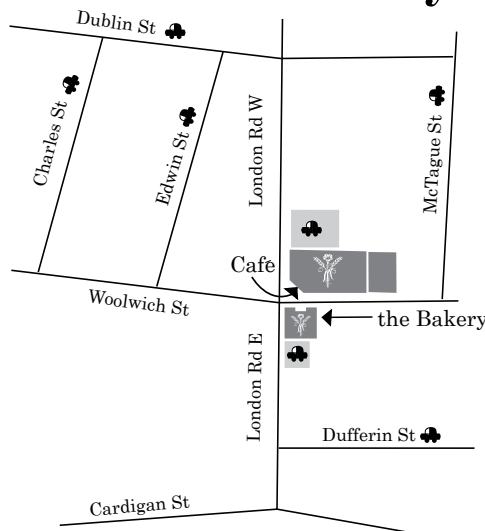 Dublin St
Charles St
Edwin St
London Rd W
McTague St
Café
Woolwich St
the Bakery
London Rd E
Dufferin St
Cardigan St